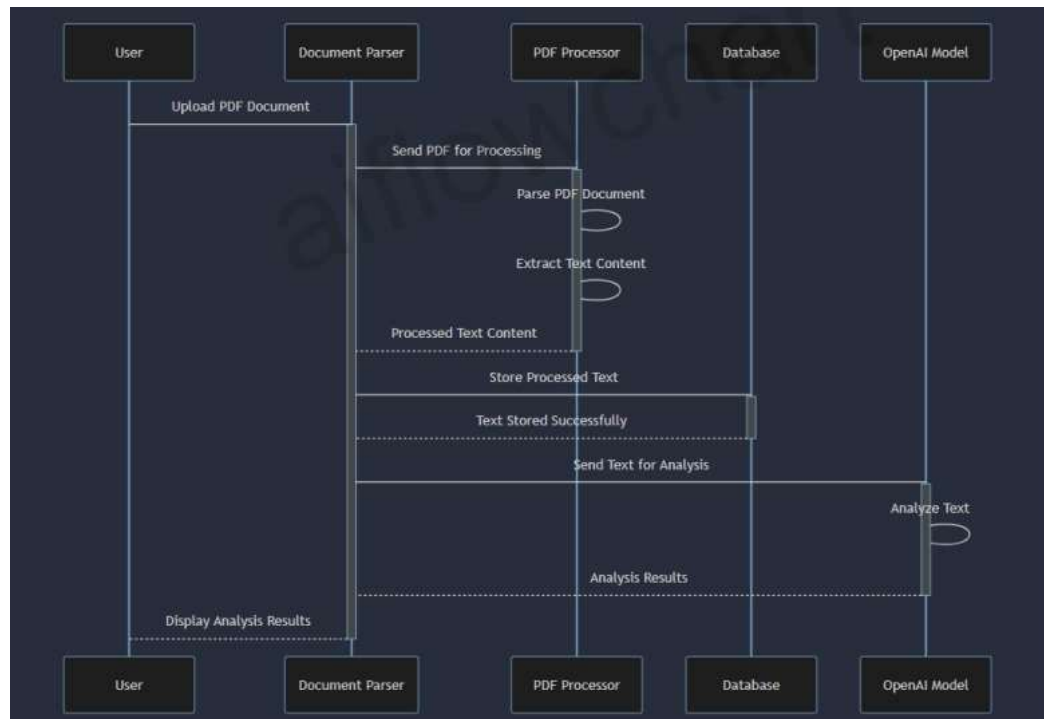 User
Document Parser
PDF Processor
Database
OpenAI Model
Upload PDF Document
Send PDF for Processing
Parse PDF Document
Extract Text Content
Processed Text Content
Store Processed Text
Text Stored Successfully
Send Text for Analysis
Analyze Text
Analysis Results
Display Analysis Results
User
Document Parser
PDF Processor
Database
OpenAI Model
aiflowchart